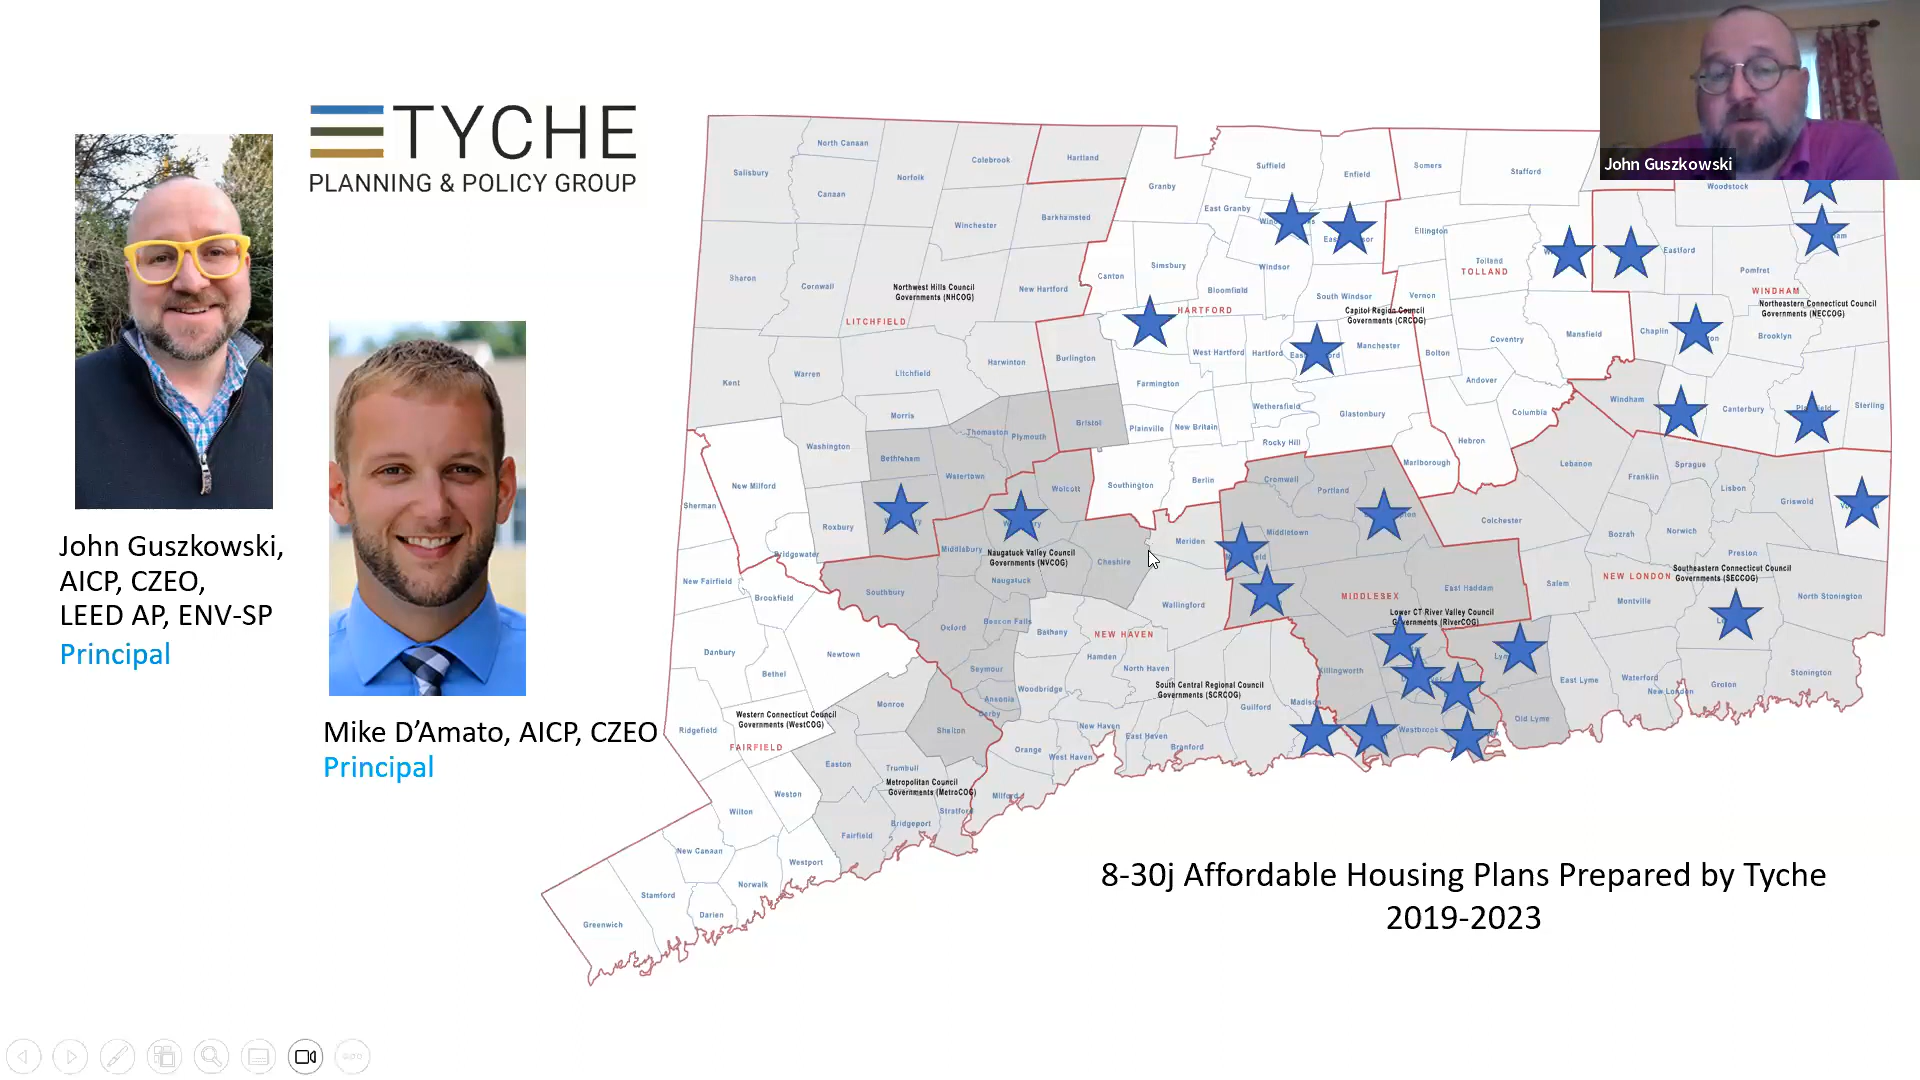 TYCHE
PLANNING & POLICY GROUP
John Guszkowski
John Guszkowski,
AICP, CZEO,
LEED AP, ENV-SP
Principal
Mike D’Amato, AICP, CZEO
Principal
North Canaan
Colebrook
Hartland
Salisbury
Canaan
Norfolk
Granby
Suffield
Enfield
Somers
Stafford
Woodstock
East Granby
Winchester
Barkhamsted
Ellington
Eastford
Sharon
Cornwall
New Hartford
Canton
Simsbury
Windsor
Tolland
TOLLAND
Pomfret
Northwest Hills Council
Governments (NHCOG)
Bloomfield
South Windsor
Vernon
WINDHAM
Northeastern Connecticut Council
Governments (NECCOG)
LITCHFIELD
HARTFORD
Capitol Region Council
Governments (CRCOG)
Mansfield
Chaplin
Brooklyn
Coventry
Harwinton
Burlington
West Hartford
Hartford
Manchester
Bolton
Kent
Warren
Litchfield
Farmington
Andover
Windham
Canterbury
Sterling
Morris
Bristol
Plainville
New Britain
Wethersfield
Glastonbury
Columbia
Washington
Thomaston
Plymouth
Rocky Hill
Hebron
Bethlehem
Watertown
Wolcott
Southington
Berlin
Cromwell
Portland
Marlborough
Lebanon
Franklin
Sprague
Lisbon
Griswold
New Milford
Sherman
Roxbury
Bridgewater
Middlebury
Naugatuck Valley Council
Governments (NVCOG)
Cheshire
Meriden
Middletown
Colchester
Bozrah
Norwich
Preston
New Fairfield
Brookfield
Southbury
Naugatuck
Wallingford
MIDDLESEX
East Haddam
Salem
NEW LONDON
Southeastern Connecticut Council
Governments (SECCOG)
Montville
North Stonington
Lower CT River Valley Council
Governments (RiverCOG)
Oxford
Beacon Falls
Bethany
NEW HAVEN
Danbury
Bethel
Newtown
Seymour
Hamden
North Haven
Killingworth
Ansonia
Derby
Woodbridge
South Central Regional Council
Governments (SCRCOG)
Guilford
Madison
East Lyme
Waterford
New London
Groton
Stonington
Old Lyme
Westbrook
Ridgefield
Western Connecticut Council
Governments (WestCOG)
FAIRFIELD
Monroe
Shelton
New Haven
East Haven
Branford
Orange
West Haven
Easton
Trumbull
Metropolitan Council
Governments (MetroCOG)
Milford
Stratford
Bridgeport
Fairfield
Weston
Wilton
New Canaan
Westport
Norwalk
Stamford
Darien
Greenwich
8-30j Affordable Housing Plans Prepared by Tyche
2019-2023